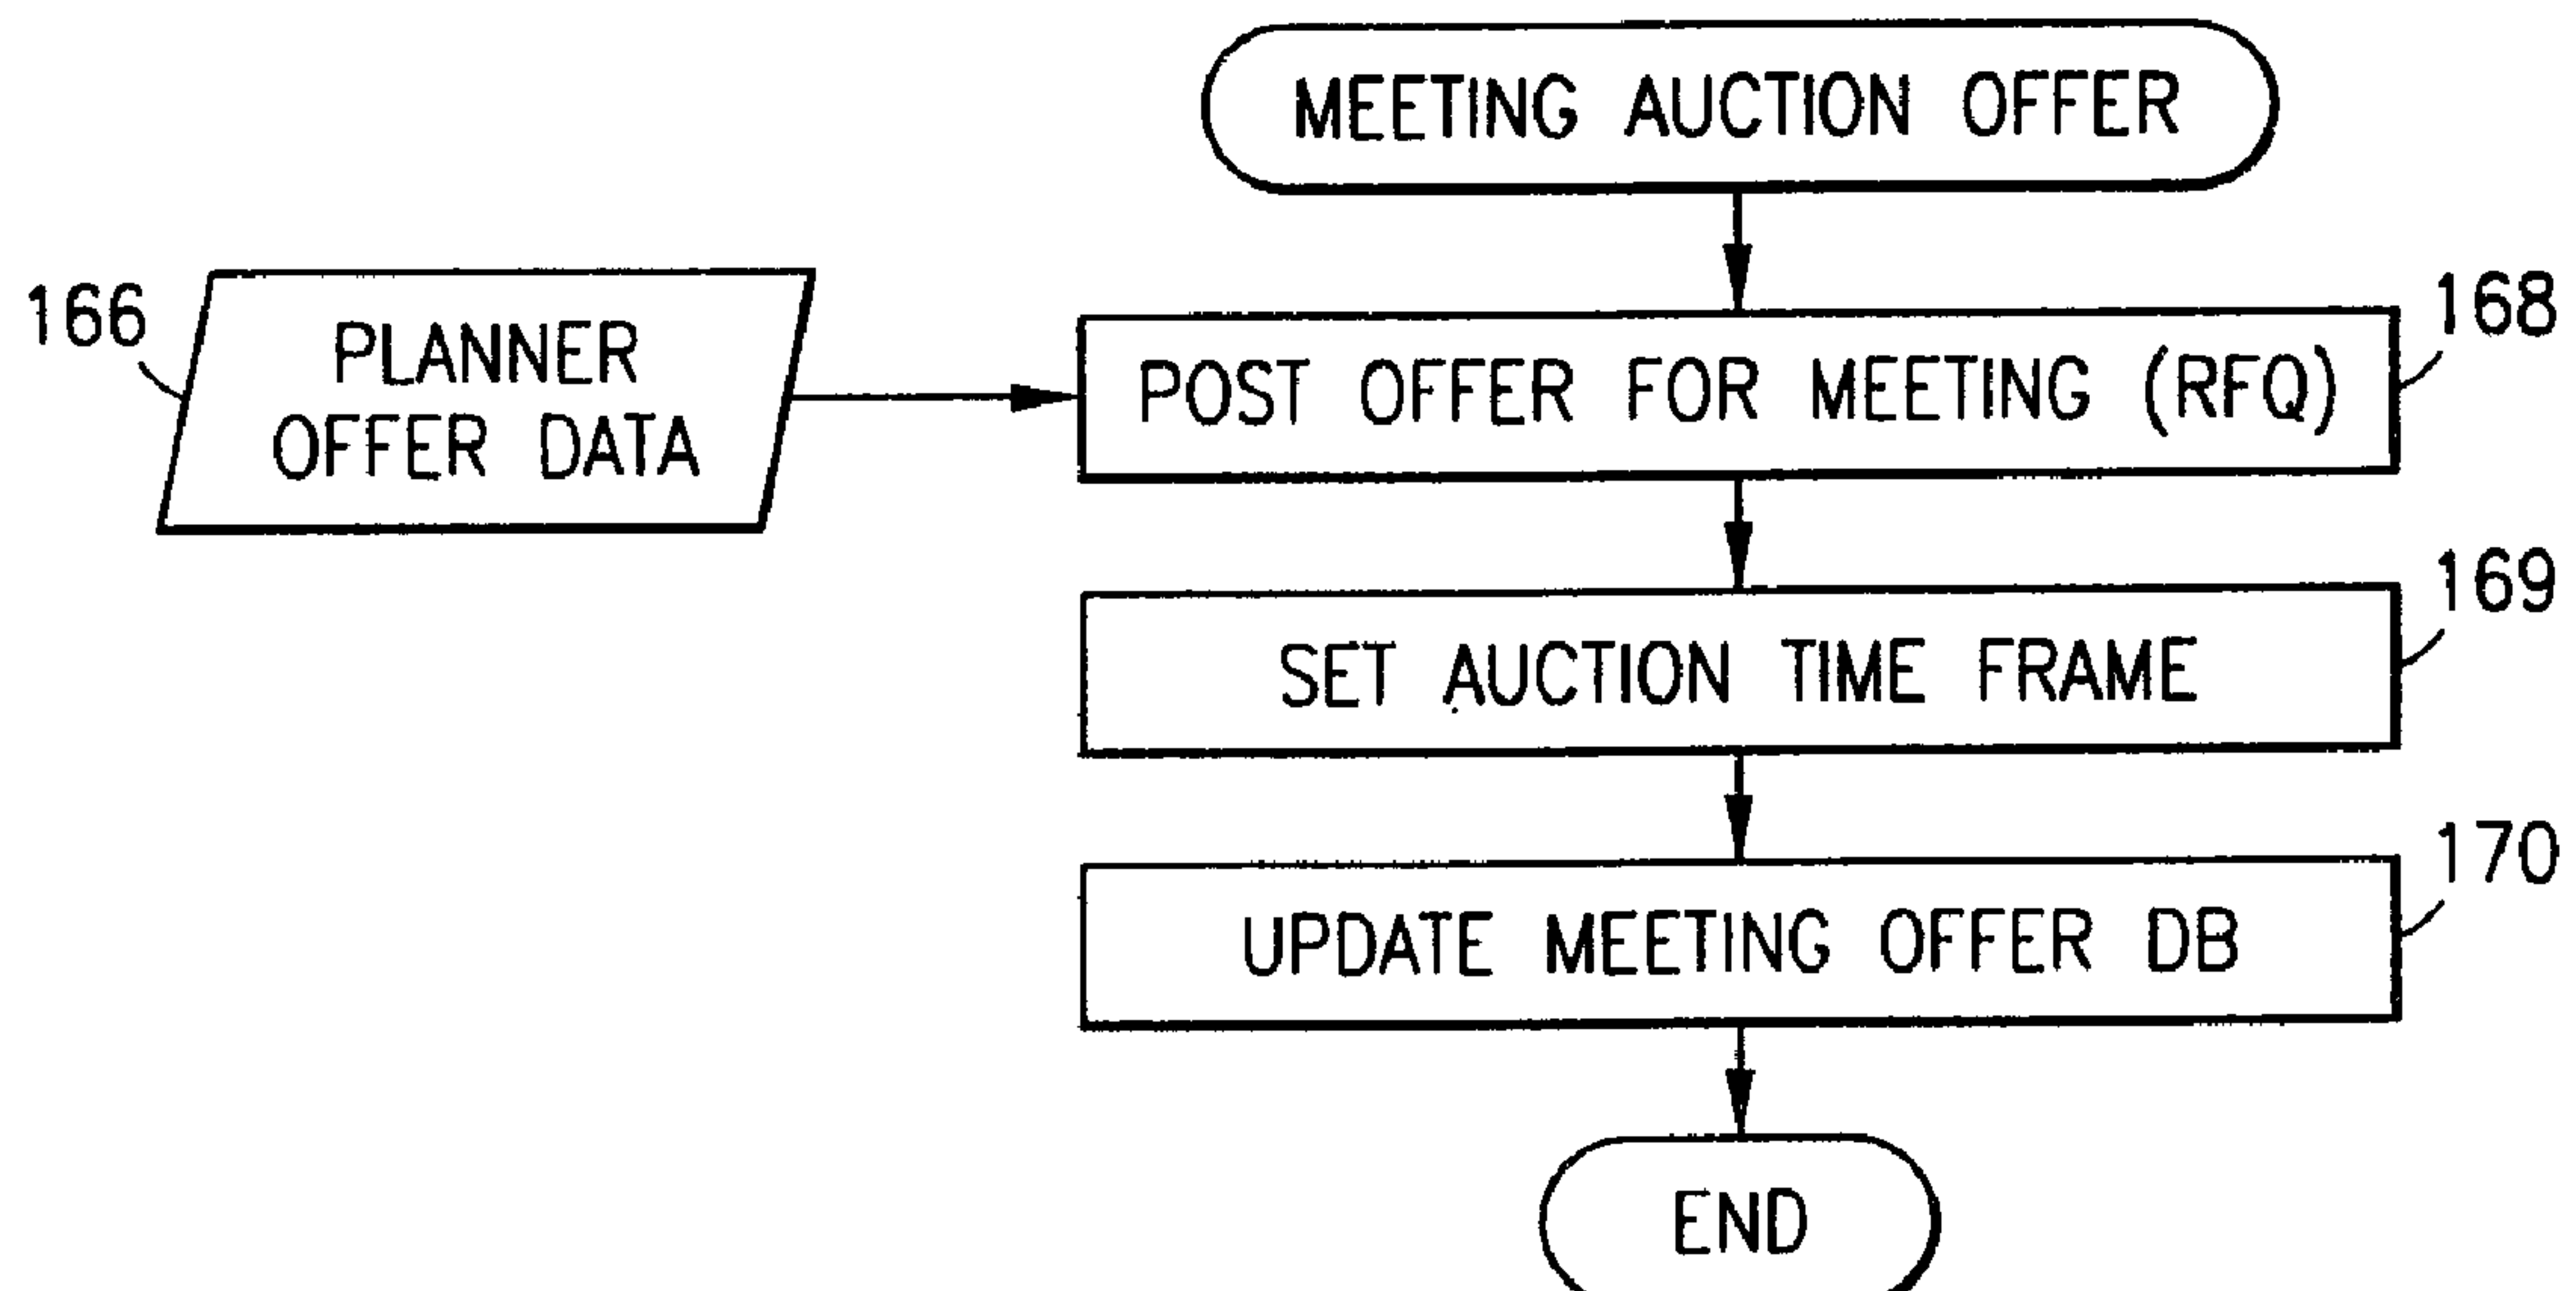 MEETING AUCTION OFFER
166
PLANNER
OFFER DATA
POST OFFER FOR MEETING (RFQ)
168
SET AUCTION TIME FRAME
169
UPDATE MEETING OFFER DB
170
END